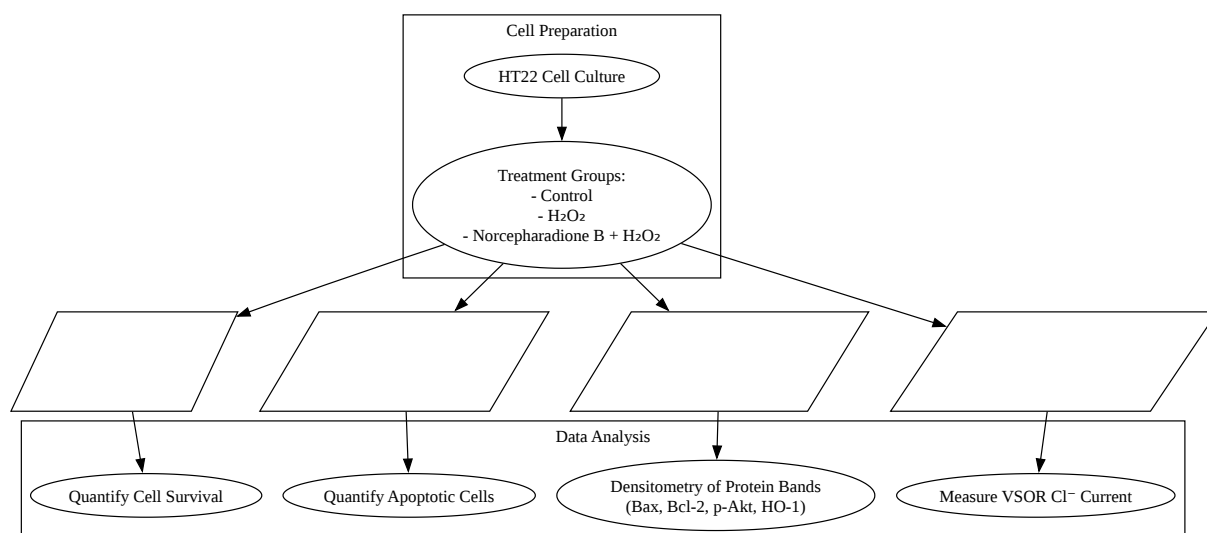 Cell Preparation
HT22 Cell Culture
Treatment Groups:
- Control
- H₂O₂
- Norcepharadione B + H₂O₂
Data Analysis
Quantify Cell Survival
Quantify Apoptotic Cells
Densitometry of Protein Bands
(Bax, Bcl-2, p-Akt, HO-1)
Measure VSOR Cl⁻ Current